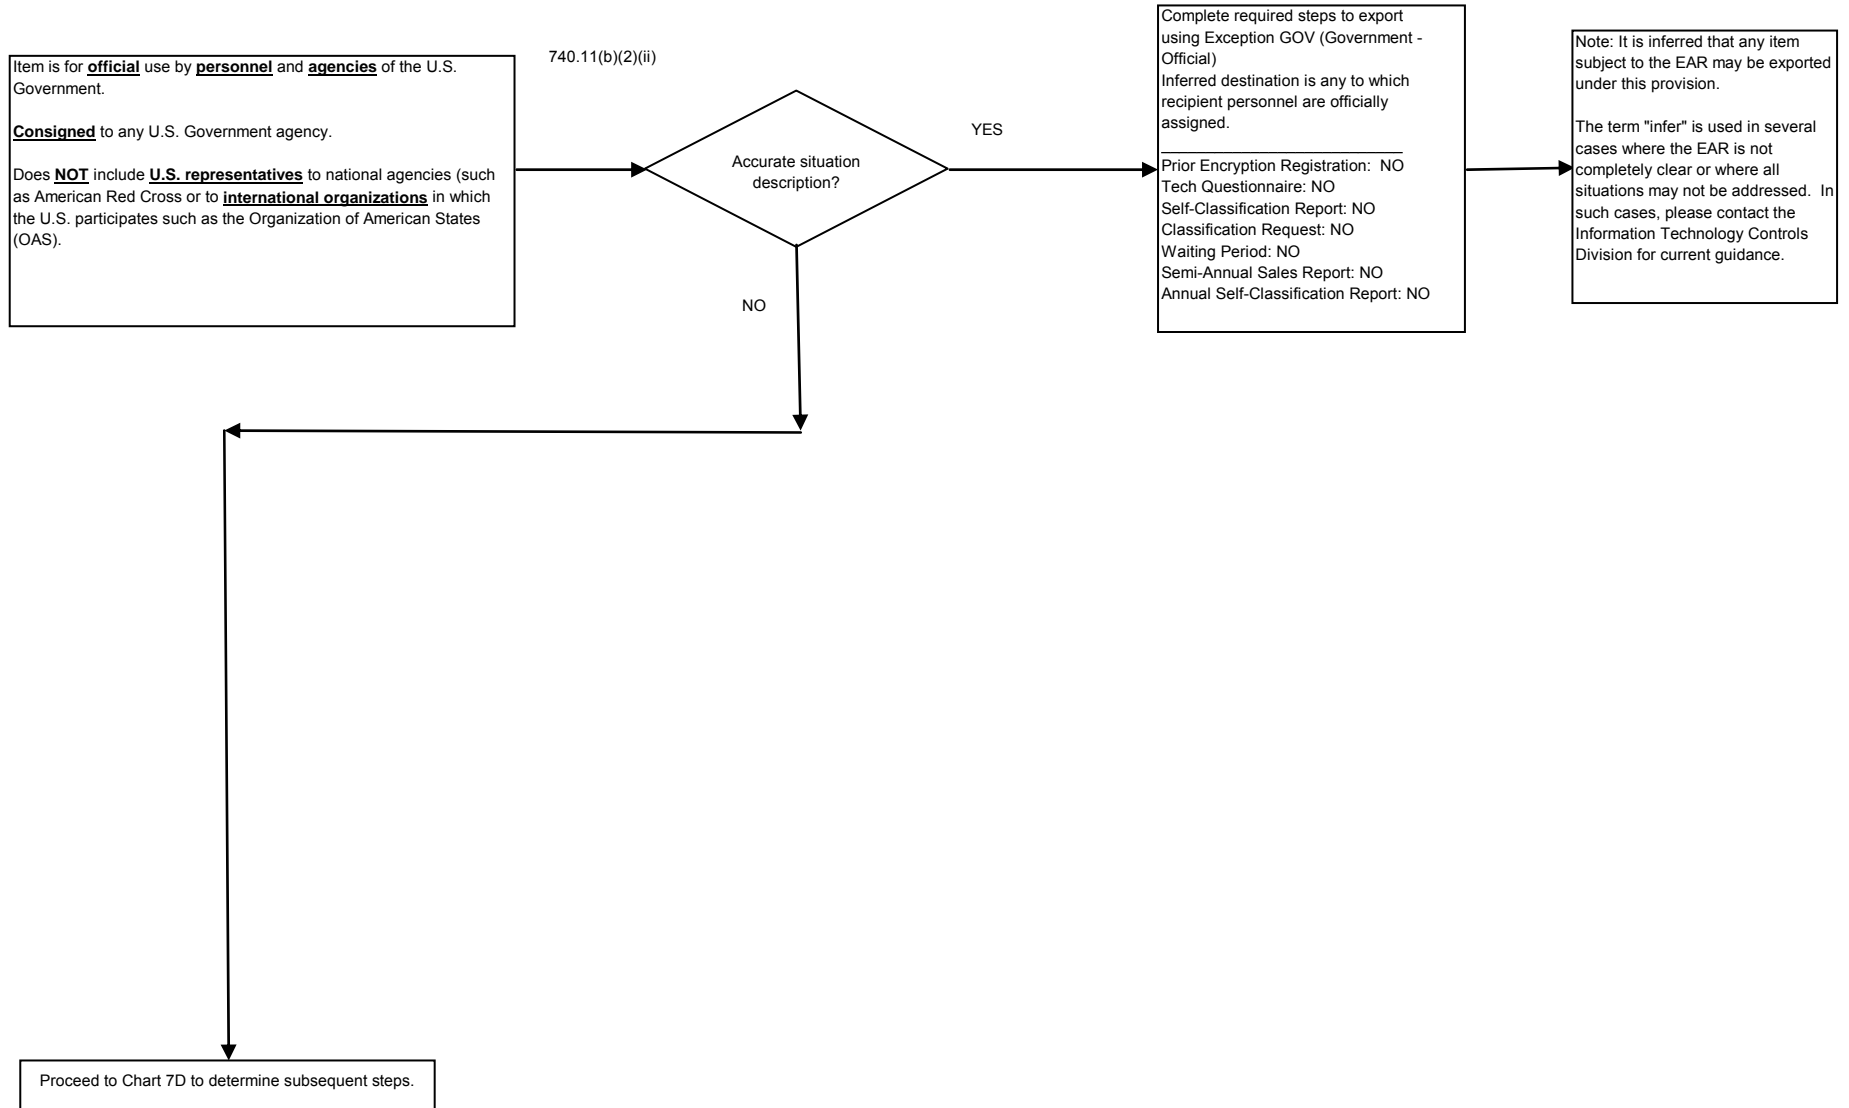 Item is for official use by personnel and agencies of the U.S.
Government.
Consigned to any U.S. Government agency.
Does NOT include U.S. representatives to national agencies (such
as American Red Cross or to international organizations in which
the U.S. participates such as the Organization of American States
(OAS).
740.11(b)(2)(ii)
Accurate situation
description?
YES
NO
Complete required steps to export
using Exception GOV (Government -
Official)
Inferred destination is any to which
recipient personnel are officially
assigned.
Prior Encryption Registration:  NO
Tech Questionnaire: NO
Self-Classification Report: NO
Classification Request: NO
Waiting Period: NO
Semi-Annual Sales Report: NO
Annual Self-Classification Report: NO
Note: It is inferred that any item
subject to the EAR may be exported
under this provision.
The term "infer" is used in several
cases where the EAR is not
completely clear or where all
situations may not be addressed.  In
such cases, please contact the
Information Technology Controls
Division for current guidance.
Proceed to Chart 7D to determine subsequent steps.